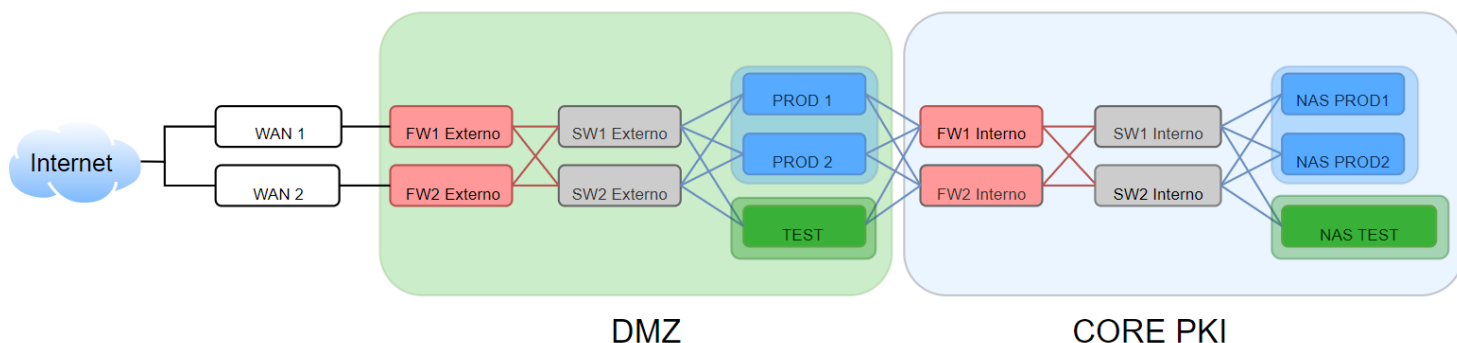 Internet
WAN 1
WAN 2
FW1 Externo
FW2 Externo
SW1 Externo
SW2 Externo
PROD 1
PROD 2
TEST
FW1 Interno
FW2 Interno
SW1 Interno
SW2 Interno
NAS PROD1
NAS PROD2
NAS TEST
DMZ
CORE PKI